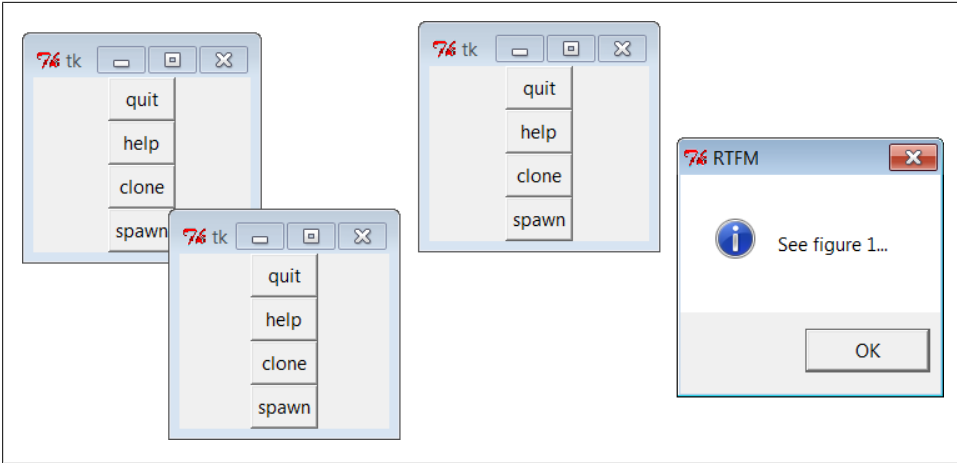 tk
quit
help
clone
spawn
tk
quit
help
clone
spawn
tk
quit
help
clone
spawn
RTFM
See figure 1...
OK